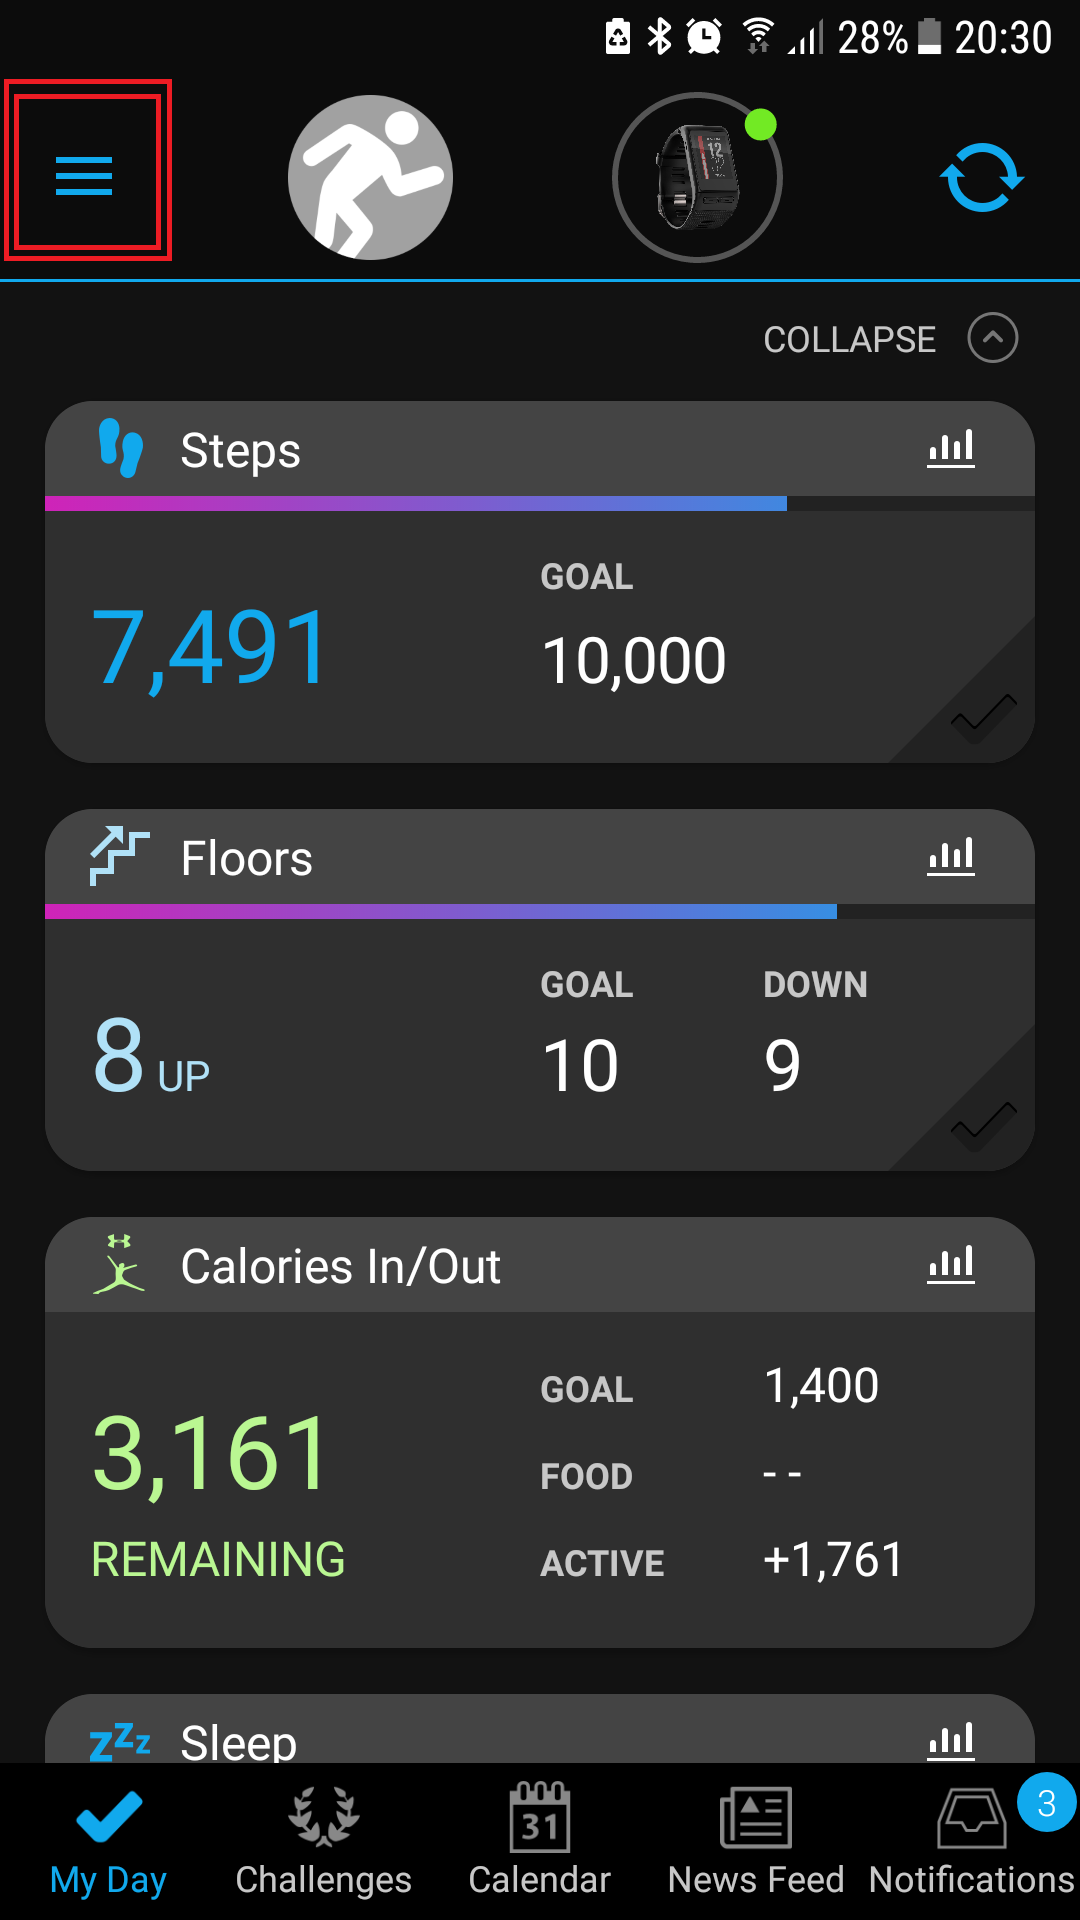 28% 20:30
12
COLLAPSE
Steps
GOAL
7,491
10,000
Floors
GOAL DOWN
8 UP 10 9
Calories In/Out
GOAL 1,400
3,161
FOOD - -
REMAINING
ACTIVE +1,761
zzz Sleep
31
3
My Day Challenges Calendar News Feed Notifications